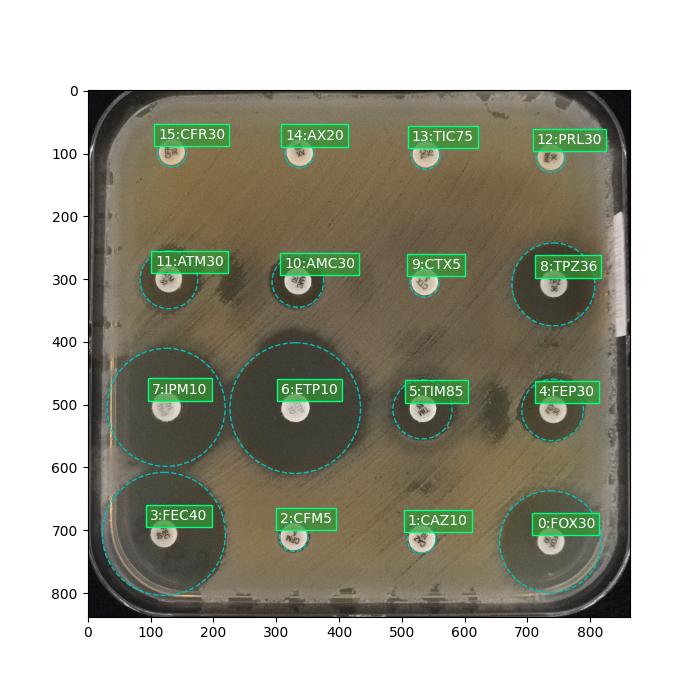 0
100
200
300
400
500
600
700
800
0 100 200 300 400 500 600 700 800
15:CFR30 14:AX20 13:TIC75 12:PRL30
11:ATM30 10:AMC30 9:CTX5 8:TPZ36
7:IPM10 6:ETP10 5:TIM85 4:FEP30
3:FEC40 2:CFM5 1:CAZ10 0:FOX30